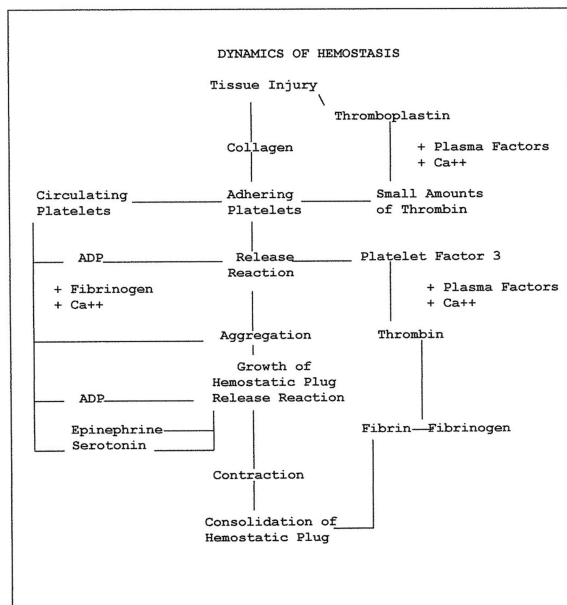 DYNAMICS OF HEMOSTASIS
Tissue Injury
Thromboplastin
Collagen
+ Plasma Factors
+ Ca++
Circulating
Platelets
Adhering
Platelets
Small Amounts
of Thrombin
ADP
Release
Reaction
Platelet Factor 3
+ Fibrinogen
+ Ca++
+ Plasma Factors
+ Ca++
Aggregation
Thrombin
Growth of
Hemostatic Plug
ADP
Release Reaction
Epinephrine
Serotonin
Fibrin Fibrinogen
Contraction
Consolidation of
Hemostatic Plug